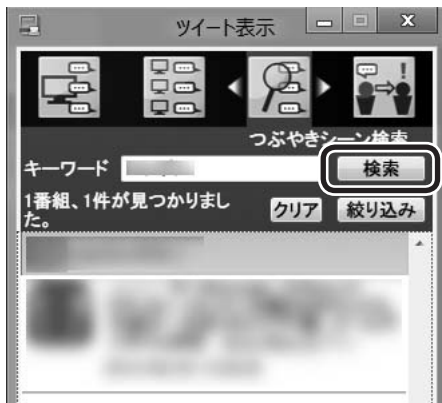 ツイート表示
つぶやきシーン検索
キーワード
検索
1番組、1件が見つかりまし
た。
クリア
絞り込み